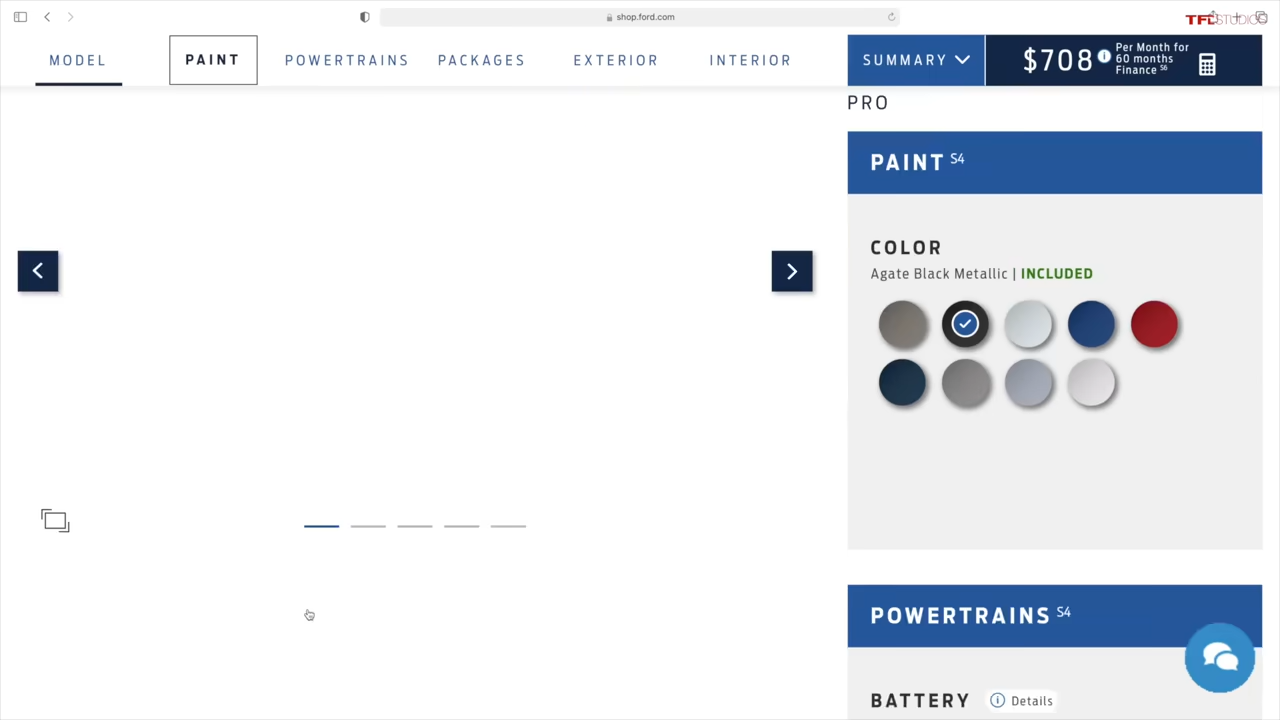 shop.ford.com
TFLSTUDIOS
MODEL
PAINT
POWERTRAINS
PACKAGES
EXTERIOR
INTERIOR
SUMMARY
$708
Per Month for
60 months
Finance S6
PRO
PAINT S4
COLOR
Agate Black Metallic | INCLUDED
POWERTRAINS S4
BATTERY
Details